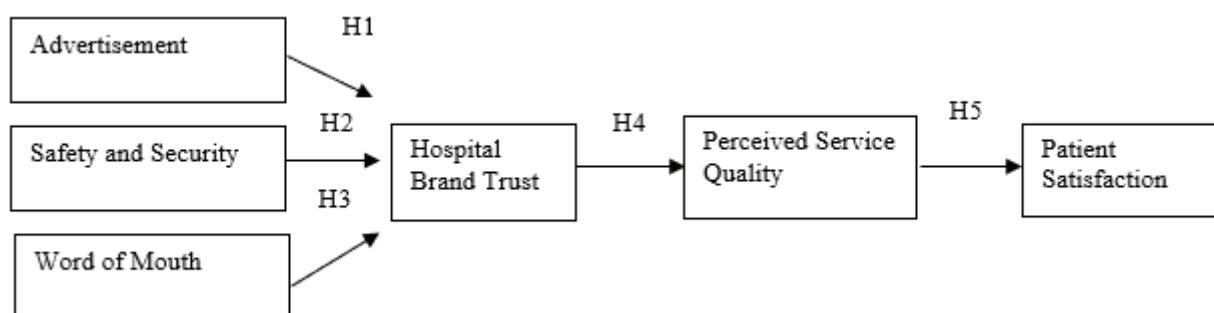 Advertisement
H1
Safety and Security
H2
Word of Mouth
H3
Hospital
Brand Trust
H4
Perceived Service
Quality
H5
Patient
Satisfaction